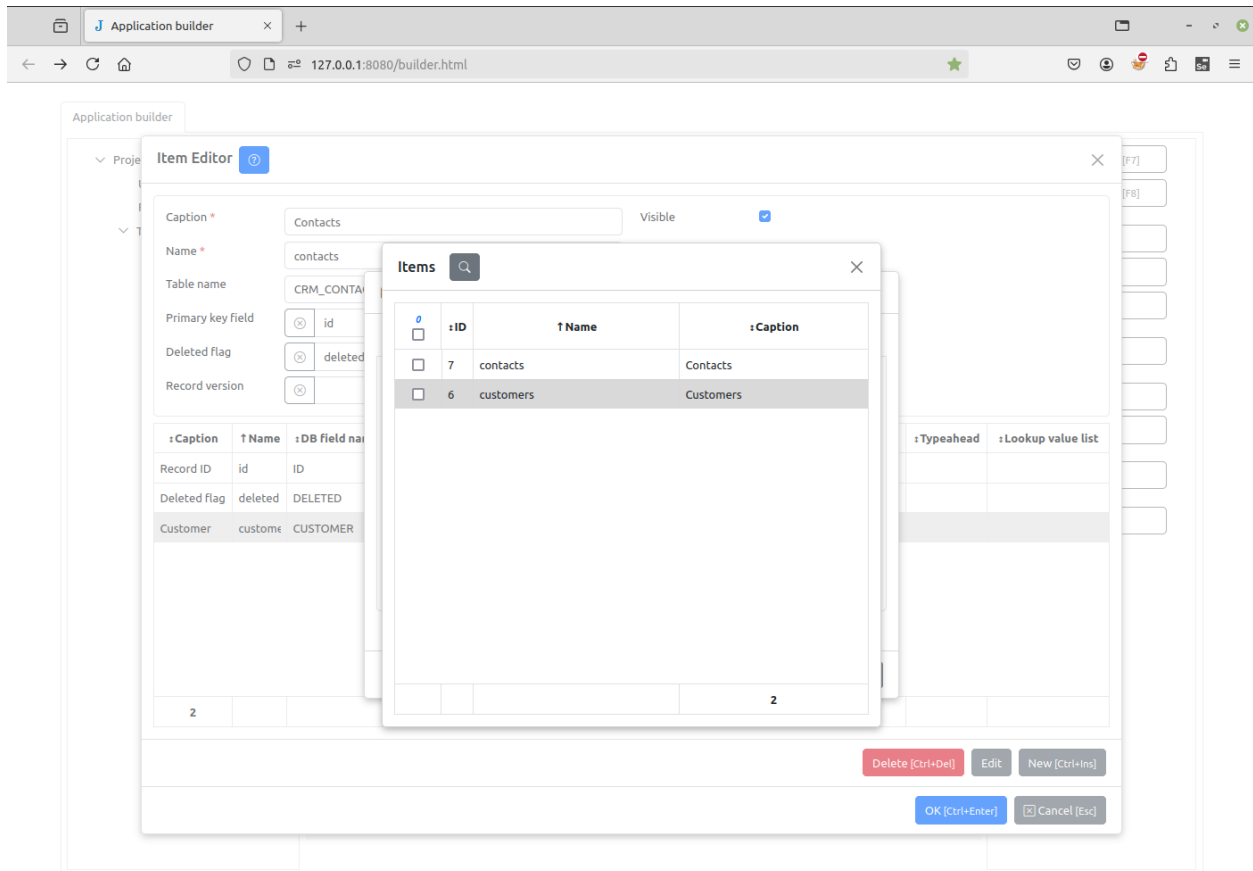 J Application builder
127.0.0.1:8080/builder.html
Se
Application builder
Item Editor
[F7]
[F8]
Caption *
Contacts
Visible
Name *
contacts
Table name
Primary key field
id
Deleted flag
deleted
Record version
Items
0
ID
Name
Caption
7 contacts Contacts
6 customers Customers
2
Caption Name DB field Typeahead Lookup value list
Record ID id ID
Deleted flag deleted DELETED
Customer CUSTOMER
2
Delete [Ctrl+Del] Edit New [Ctrl+Ins]
OK [Ctrl+Enter] Cancel [Esc]